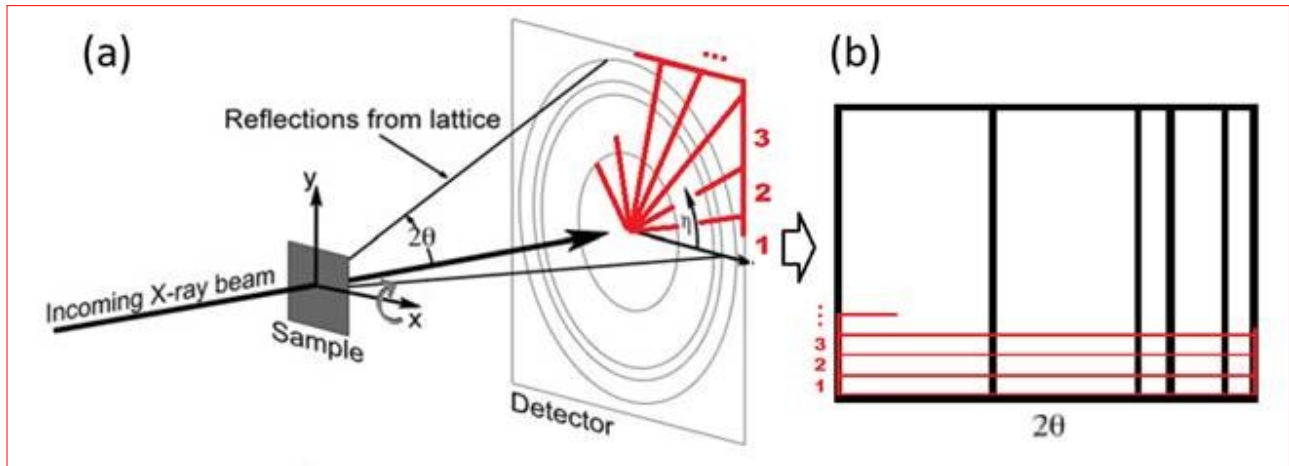 (a)
Reflections from lattice
y
2θ
Incoming X-ray beam
Sample
x
Detector
η
...
3
2
1
(b)
...
3
2
1
2θ